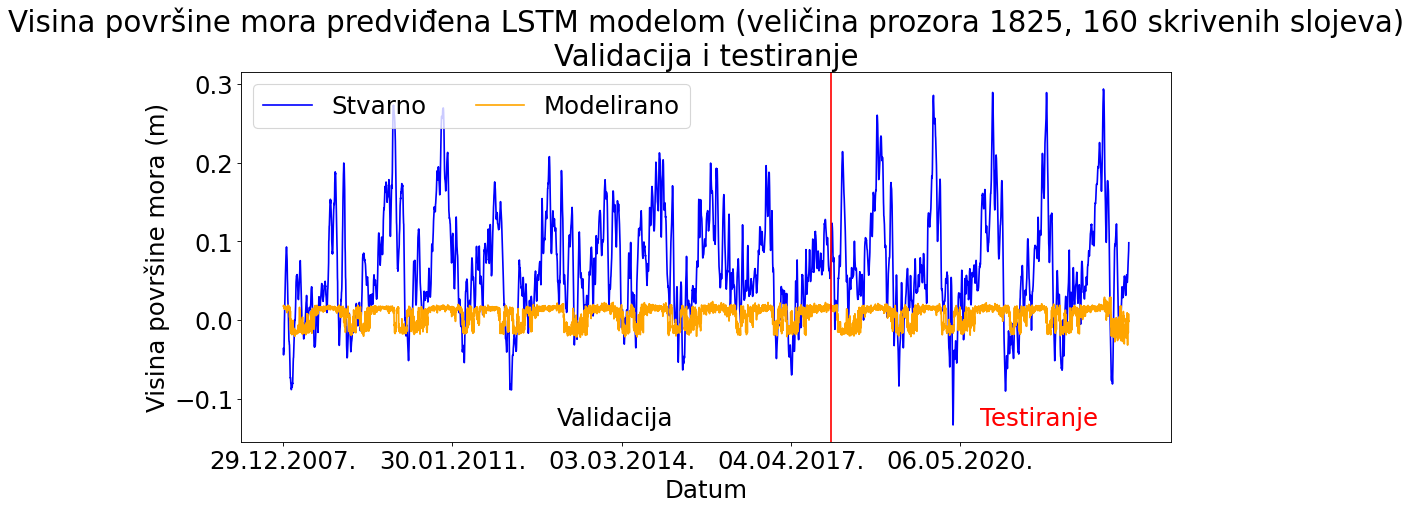 Visina površine mora predviđena LSTM modelom (veličina prozora 1825, 160 skrivenih slojeva)
Validacija i testiranje
Stvarno Modelirano
Visina površine mora (m)
0.3
0.2
0.1
0.0
−0.1
Validacija Testiranje
29.12.2007. 30.01.2011. 03.03.2014. 04.04.2017. 06.05.2020.
Datum